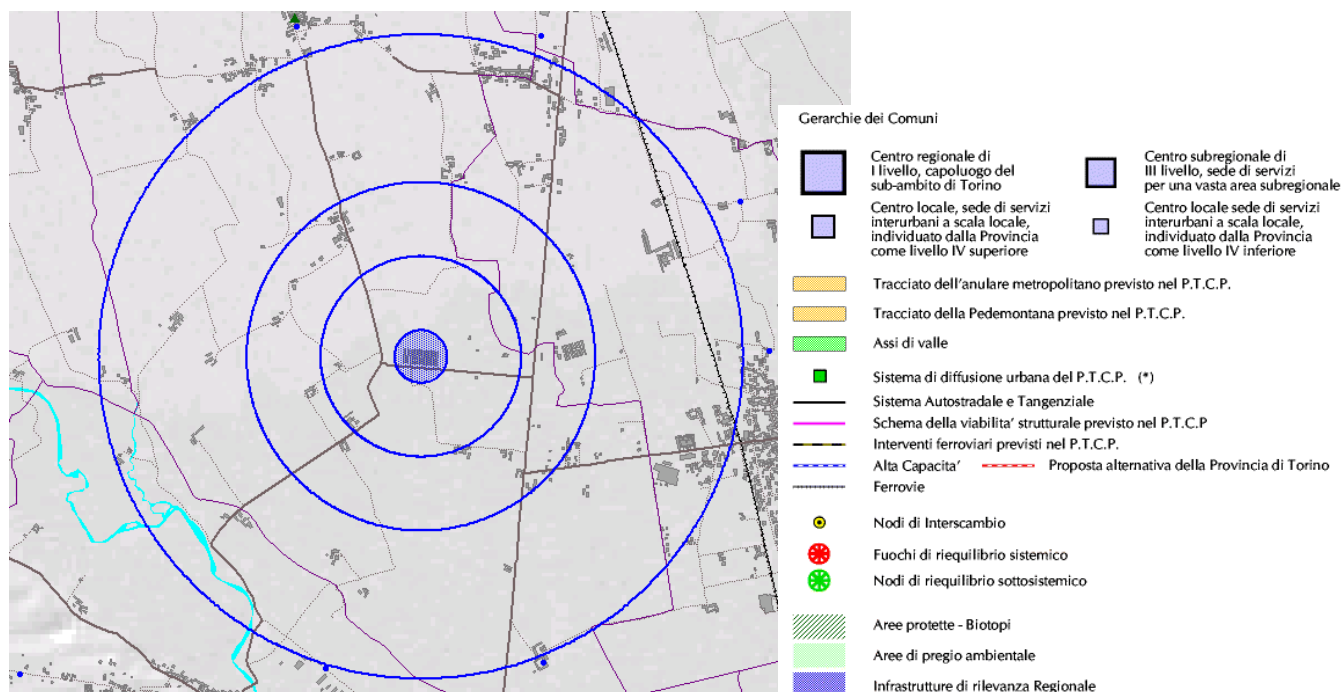 Gerarchie dei Comuni
Centro regionale di
I livello, capoluogo del
sub-ambito di Torino
Centro subregionale di
III livello, sede di servizi
per una vasta area subregionale
Centro locale, sede di servizi
interurbani a scala locale,
individuato dalla Provincia
come livello IV superiore
Centro locale sede di servizi
interurbani a scala locale,
individuato dalla Provincia
come livello IV inferiore
Tracciato dell'anulare metropolitano previsto nel P.T.C.P.
Tracciato della Pedemontana previsto nel P.T.C.P.
Assi di valle
Sistema di diffusione urbana del P.T.C.P. (*)
Sistema Autostradale e Tangenziale
Schema della viabilita' strutturale previsto nel P.T.C.P
Interventi ferroviari previsti nel P.T.C.P.
Alta Capacita' Proposta alternativa della Provincia di Torino
Ferrovie
Nodi di Interscambio
Fuochi di riequilibrio sistemico
Nodi di riequilibrio sottosistemico
Aree protette - Biotopi
Aree di pregio ambientale
Infrastrutture di rilevanza Regionale